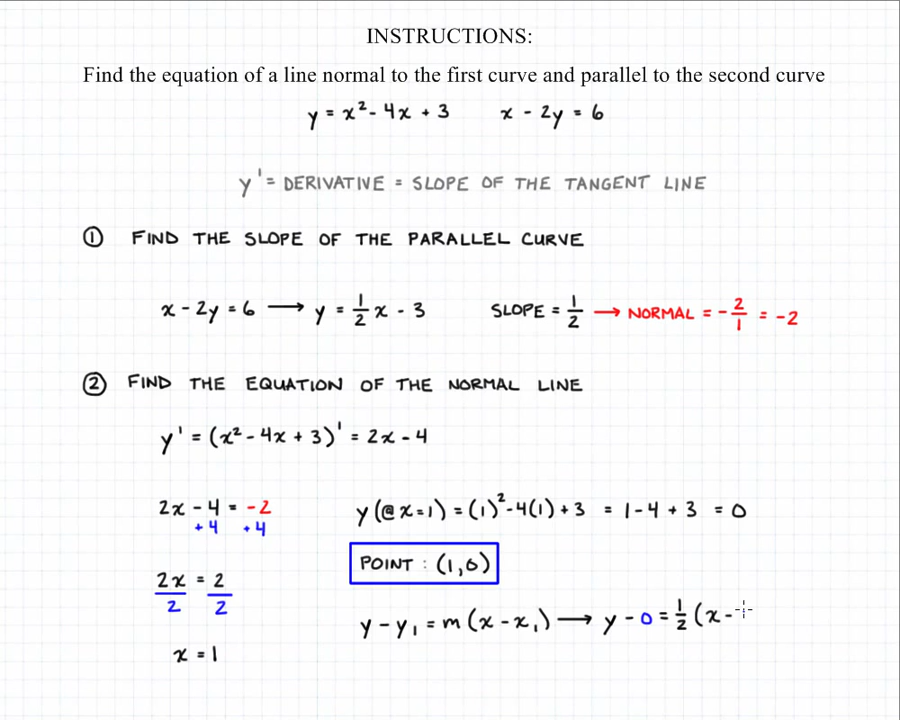 INSTRUCTIONS:
Find the equation of a line normal to the first curve and parallel to the second curve
y = x² - 4x + 3 x - 2y = 6
y' = DERIVATIVE = SLOPE OF THE TANGENT LINE
① FIND THE SLOPE OF THE PARALLEL CURVE
x - 2y = 6 → y = 1/2 x - 3 SLOPE = 1/2 → NORMAL = - 2/1 = -2
② FIND THE EQUATION OF THE NORMAL LINE
y' = (x² - 4x + 3)' = 2x - 4
2x - 4 = -2
+ 4 + 4
2x/2 = 2/2
x = 1
y (@ x = 1) = (1)² - 4(1) + 3 = 1 - 4 + 3 = 0
POINT : (1,0)
y - y₁ = m (x - x₁) → y - 0 = 1/2 (x -